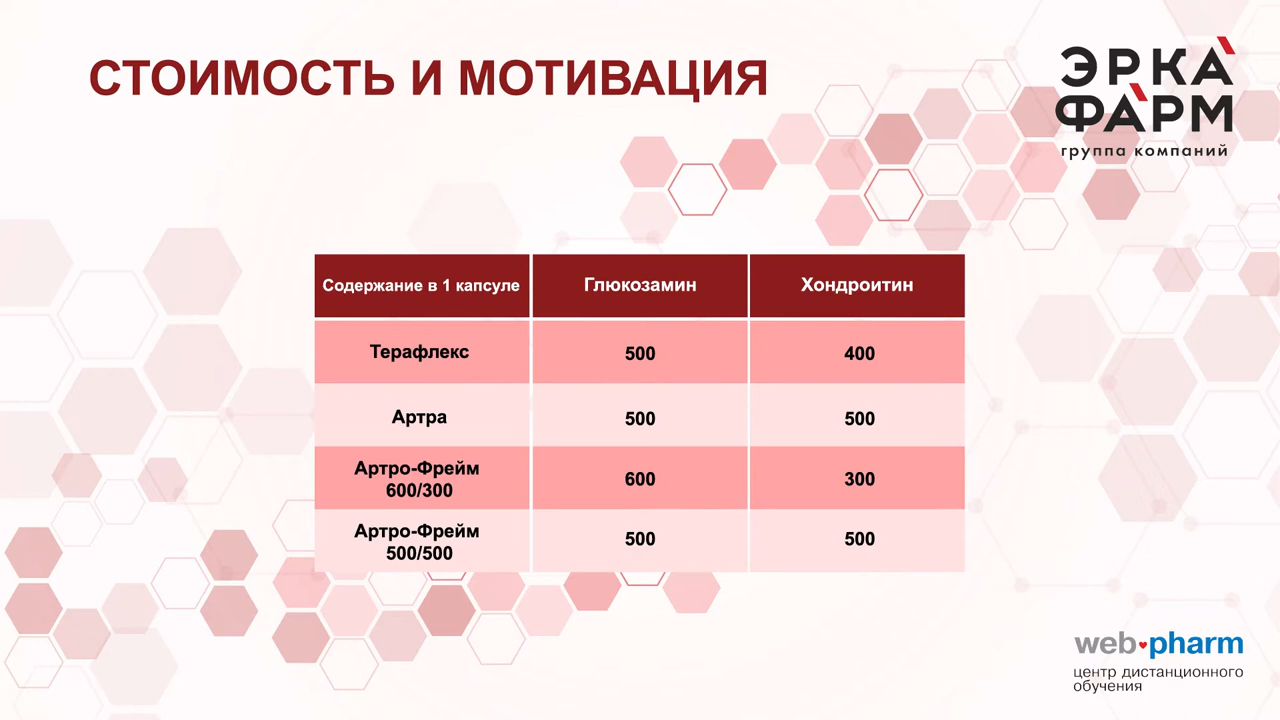 СТОИМОСТЬ И МОТИВАЦИЯ
ЭРКА
ФАРМ
группа компаний
Содержание в 1 капсуле Глюкозамин Хондроитин
Терафлекс 500 400
Артра 500 500
Артро-Фрейм
600/300 600 300
Артро-Фрейм
500/500 500 500
web pharm
центр дистанционного
обучения